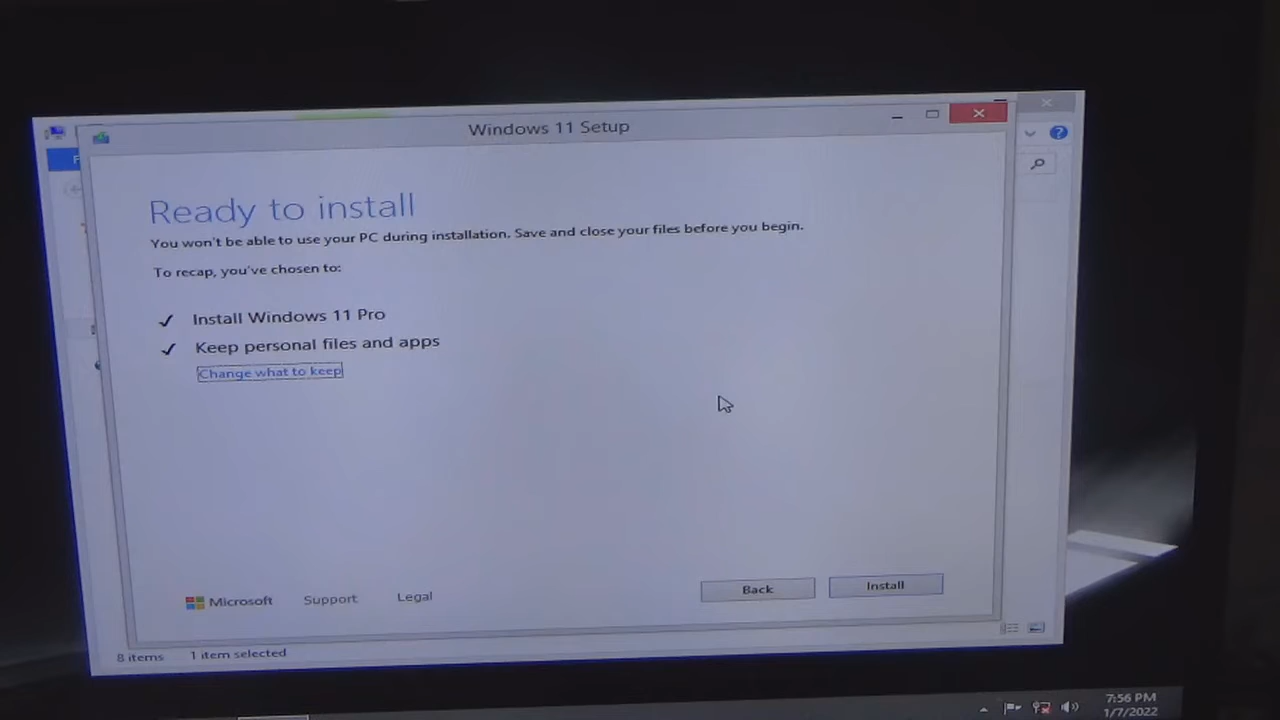 Windows 11 Setup
Ready to install
You won't be able to use your PC during installation. Save and close your files before you begin.
To recap, you've chosen to:
Install Windows 11 Pro
Keep personal files and apps
Change what to keep
Microsoft
Support
Legal
Back
Install
8 items
1 item selected
7:56 PM
1/7/2022